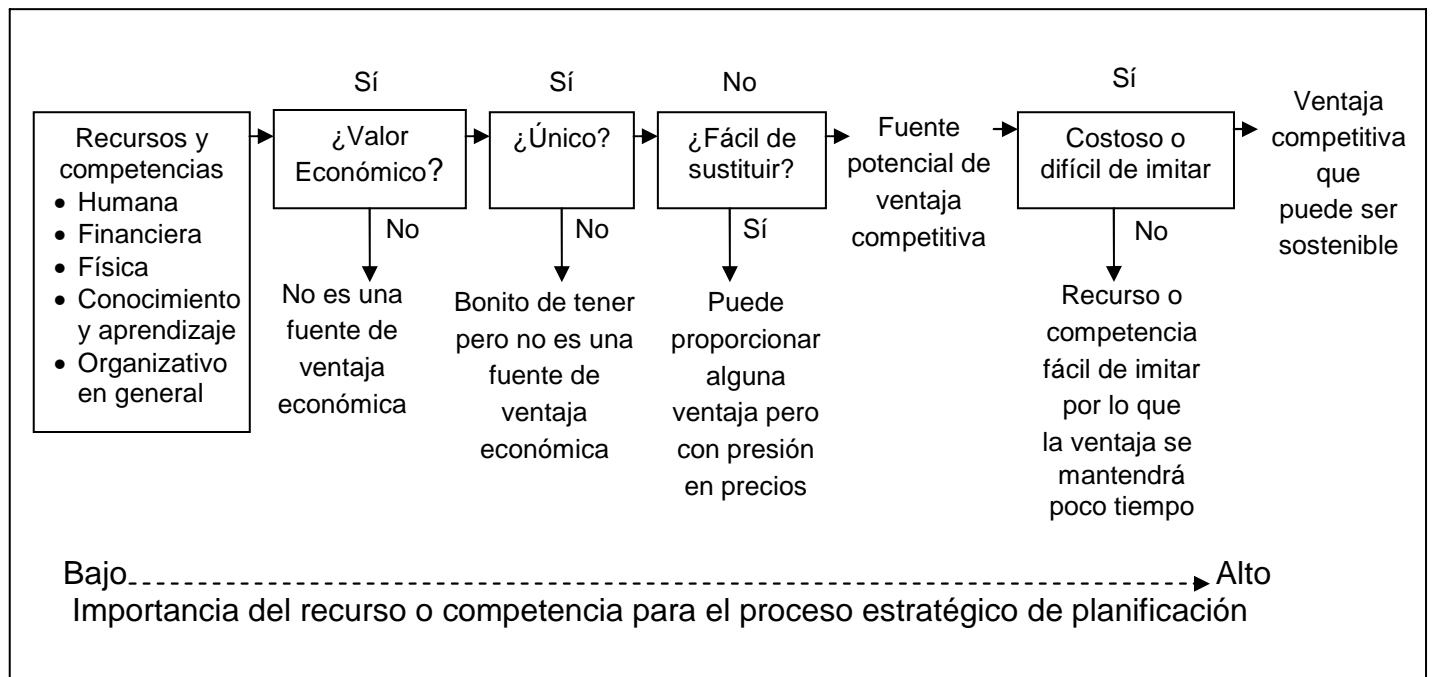 Recursos y
competencias
• Humana
• Financiera
• Física
• Conocimiento
y aprendizaje
• Organizativo
en general
Sí
¿Valor
Económico?
No
No es una
fuente de
ventaja
económica
Sí
¿Único?
No
Bonito de tener
pero no es una
fuente de
ventaja
económica
No
¿Fácil de
sustituir?
Sí
Puede
proporcionar
alguna
ventaja pero
con presión
en precios
Fuente
potencial de
ventaja
competitiva
Sí
Costoso o
difícil de imitar
No
Recurso o
competencia
fácil de imitar
por lo que
la ventaja se
mantendrá
poco tiempo
Ventaja
competitiva
que
puede ser
sostenible
Bajo
Alto
Importancia del recurso o competencia para el proceso estratégico de planificación